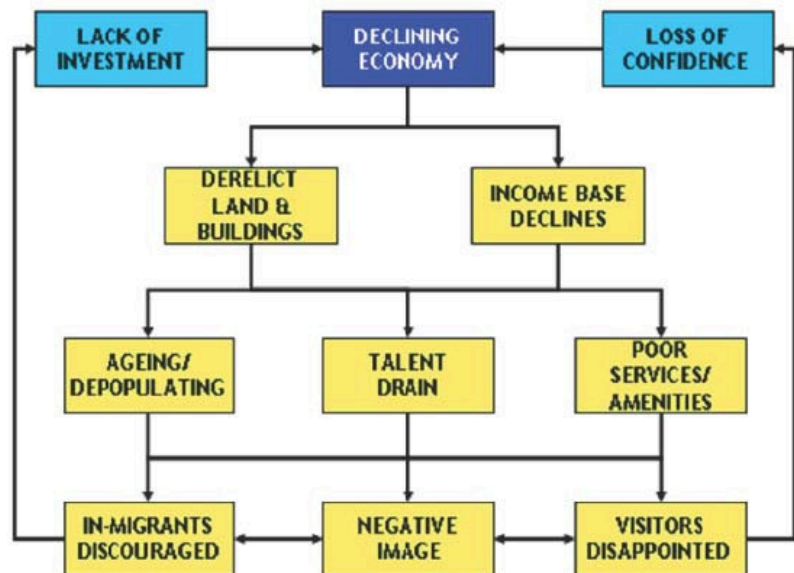 LACK OF
INVESTMENT
DECLINING
ECONOMY
LOSS OF
CONFIDENCE
DERELICT
LAND &
BUILDINGS
INCOME BASE
DECLINES
AGEING/
DEPOPULATING
TALENT
DRAIN
POOR
SERVICES/
AMENITIES
IN-MIGRANTS
DISCOURAGED
NEGATIVE
IMAGE
VISITORS
DISAPPOINTED